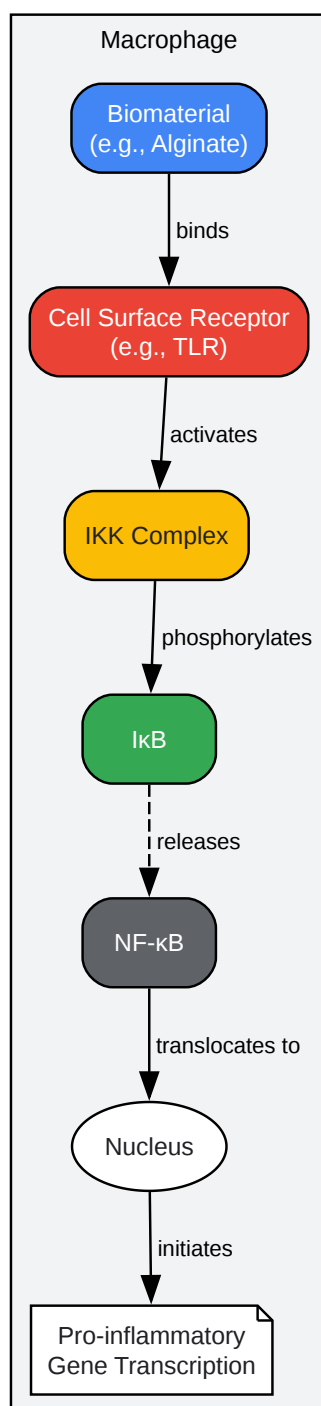 Macrophage
Biomaterial
(e.g., Alginate)
binds
Cell Surface Receptor
(e.g., TLR)
activates
IKK Complex
phosphorylates
IκB
releases
NF-κB
translocates to
Nucleus
initiates
Pro-inflammatory
Gene Transcription